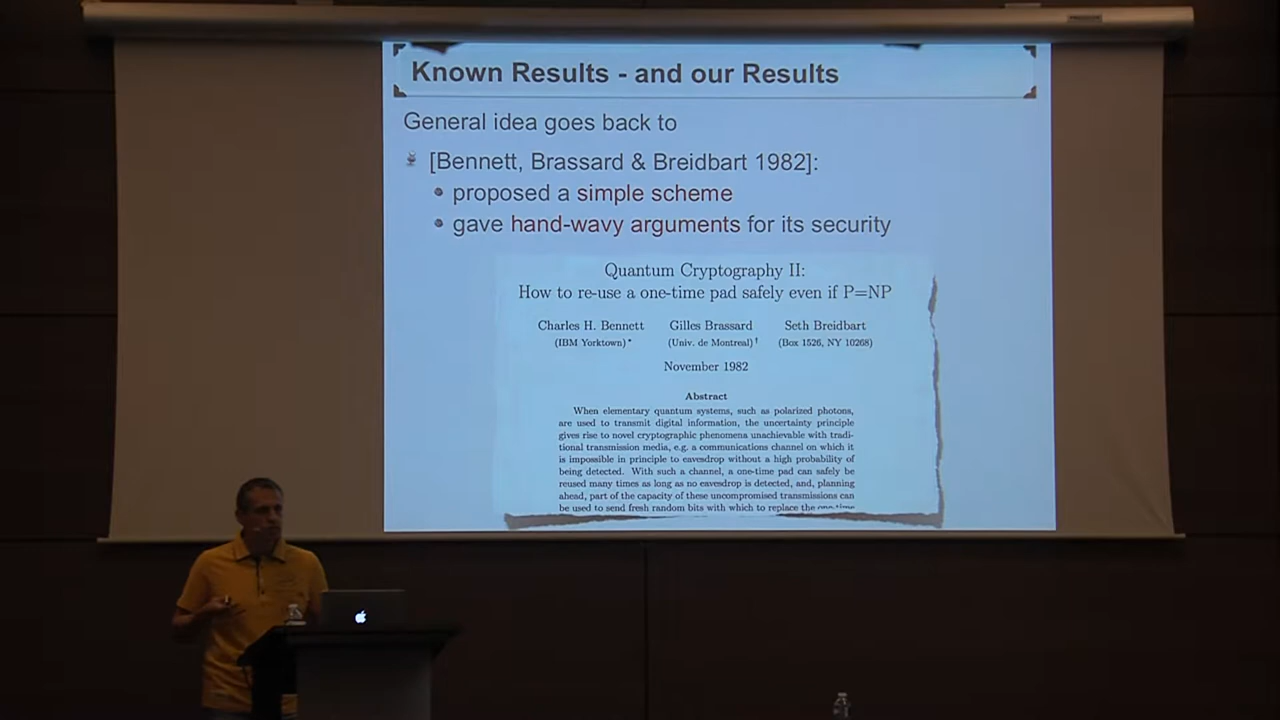 Known Results - and our Results
General idea goes back to
[Bennett, Brassard & Breidbart 1982]:
proposed a simple scheme
gave hand-wavy arguments for its security
Quantum Cryptography II:
How to re-use a one-time pad safely even if P=NP
Charles H. Bennett Gilles Brassard Seth Breidbart
(IBM Yorktown)* (Univ. de Montreal)† (Box 1526, NY 10268)
November 1982
Abstract
When elementary quantum systems, such as polarized photons,
are used to transmit digital information, the uncertainty principle
gives rise to novel cryptographic phenomena unachievable with tradi-
tional transmission media, e.g. a communications channel on which it
is impossible in principle to eavesdrop without a high probability of
being detected. With such a channel, a one-time pad can safely be
reused many times as long as no eavesdrop is detected, and, planning
ahead, part of the capacity of these uncompromised transmissions can
be used to send fresh random bits with which to replace the one-time